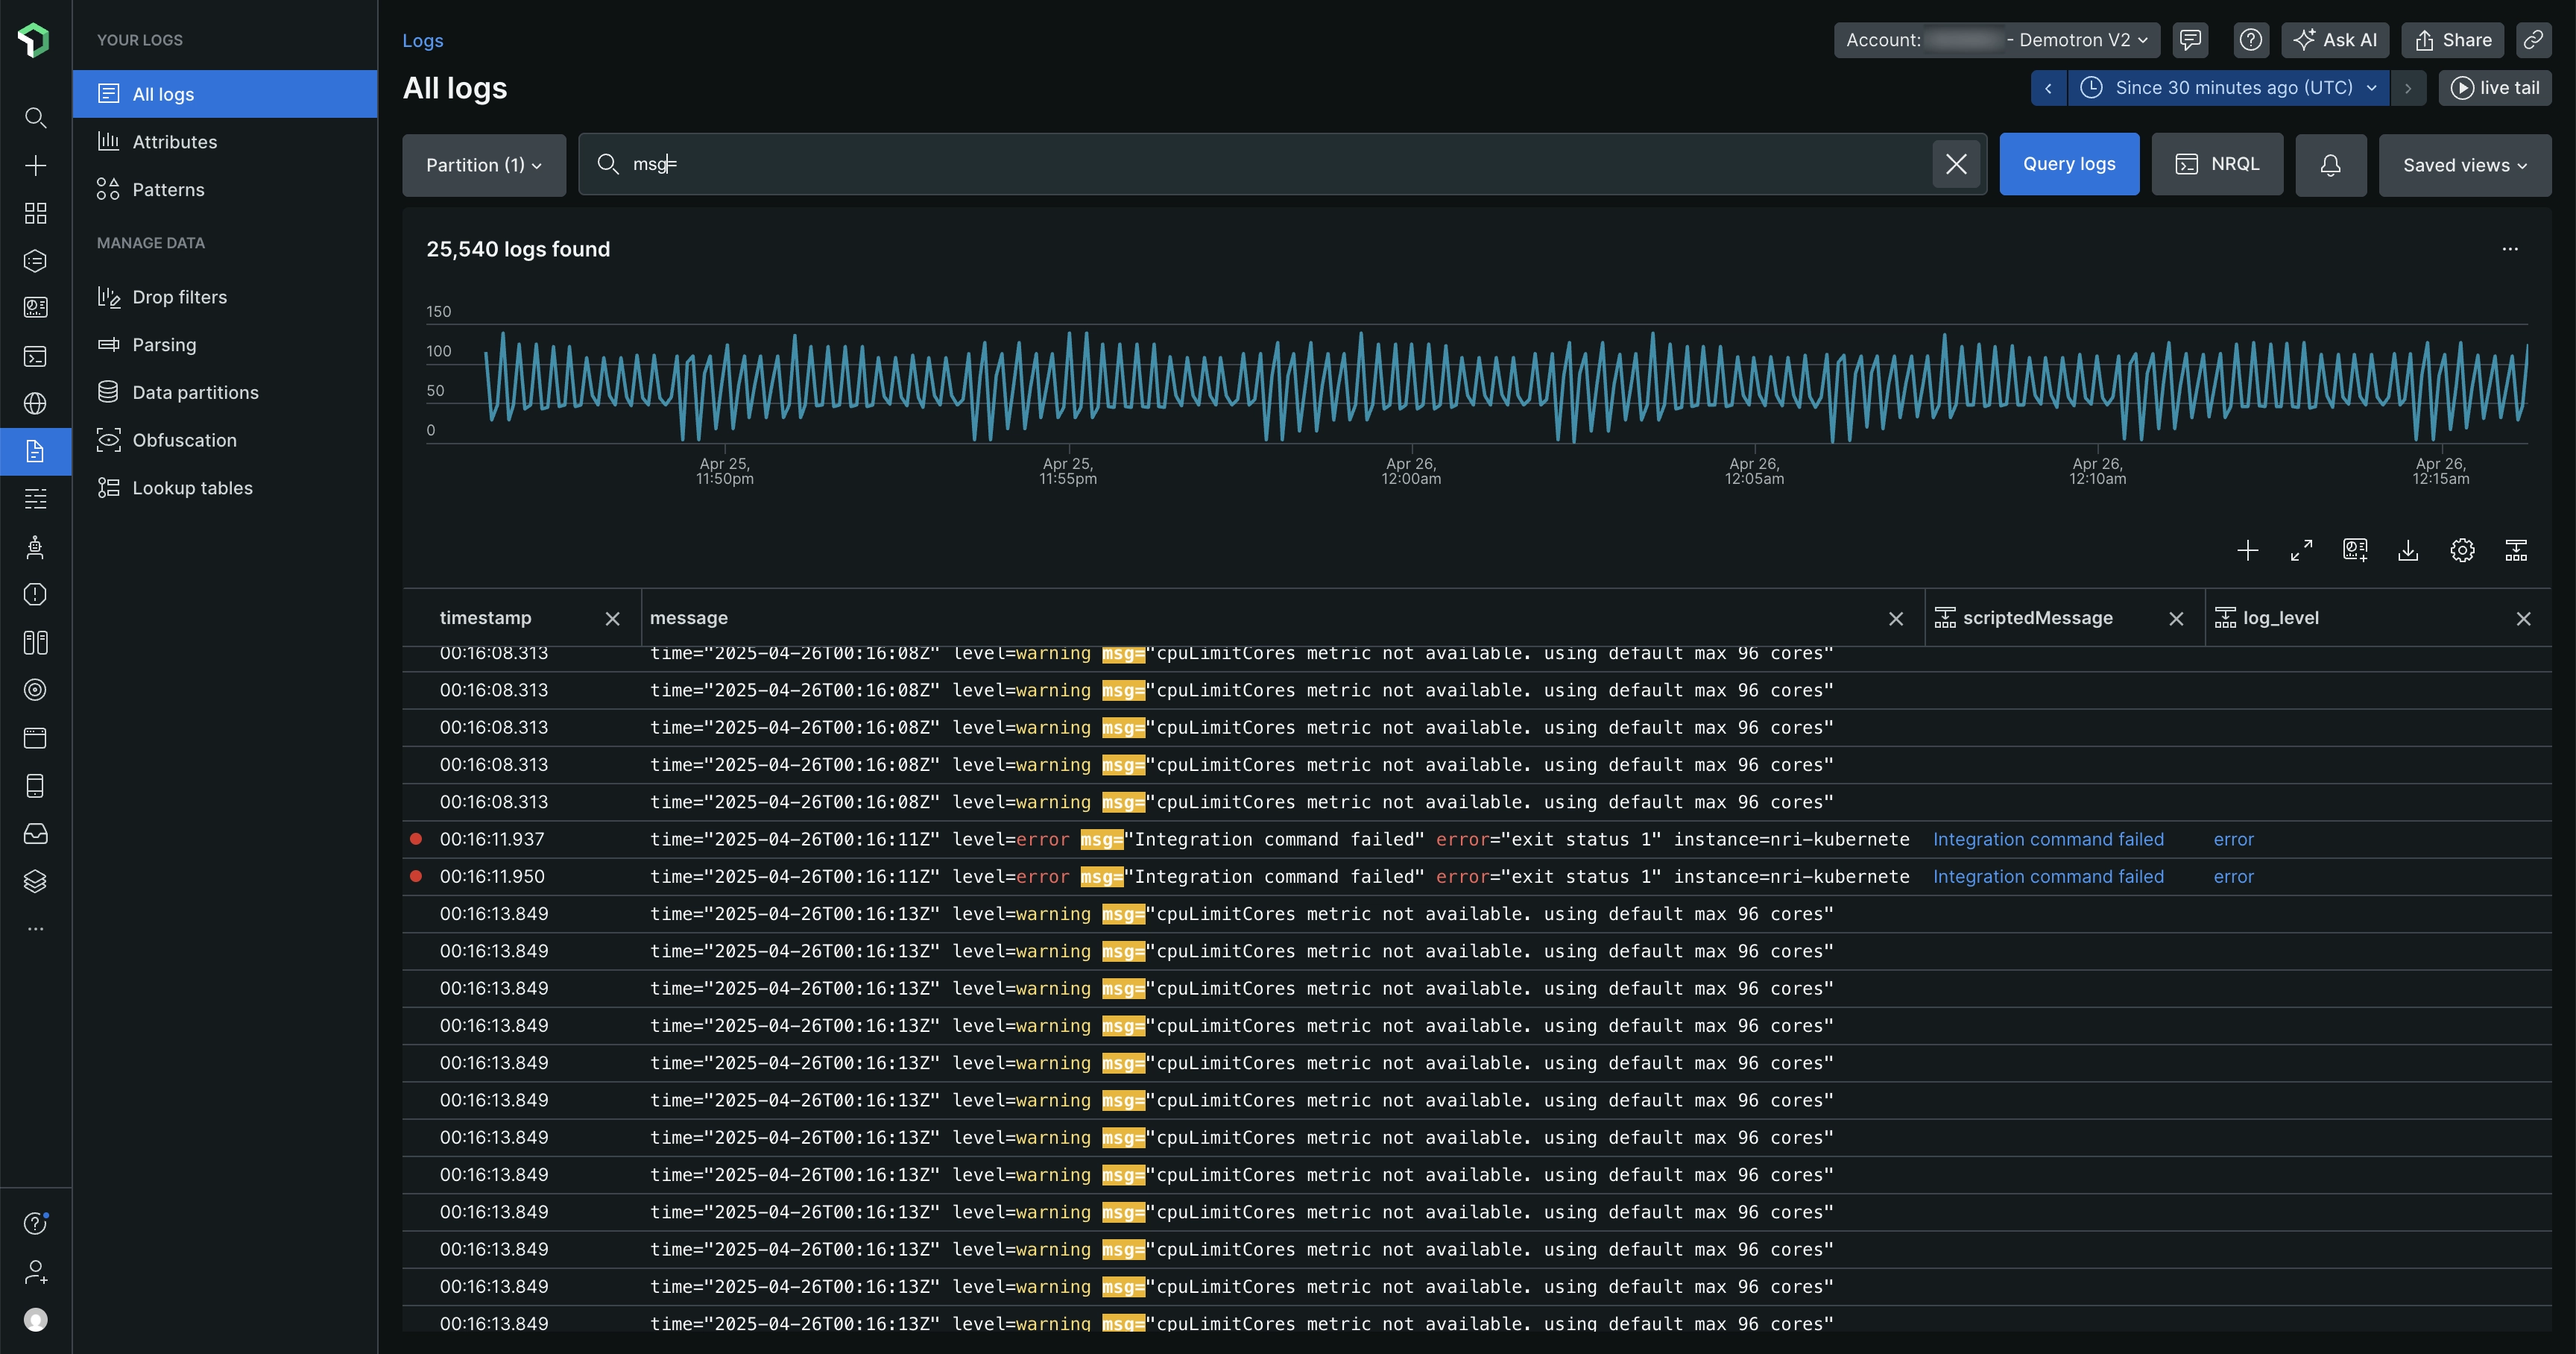 YOUR LOGS
All logs
Attributes
Patterns
MANAGE DATA
Drop filters
Parsing
Data partitions
Obfuscation
Lookup tables
Logs
Account: - Demotron V2
Ask AI
Share
All logs
Since 30 minutes ago (UTC)
live tail
Partition (1)
msg=
Query logs
NRQL
Saved views
25,540 logs found
150
100
50
0
Apr 25, 11:50pm
Apr 25, 11:55pm
Apr 26, 12:00am
Apr 26, 12:05am
Apr 26, 12:10am
Apr 26, 12:15am
timestamp message scriptedMessage log_level
00:16:08.313 time="2025-04-26T00:16:08Z" level=warning msg="cpuLimitCores metric not available. using default max 96 cores"
00:16:08.313 time="2025-04-26T00:16:08Z" level=warning msg="cpuLimitCores metric not available. using default max 96 cores"
00:16:08.313 time="2025-04-26T00:16:08Z" level=warning msg="cpuLimitCores metric not available. using default max 96 cores"
00:16:08.313 time="2025-04-26T00:16:08Z" level=warning msg="cpuLimitCores metric not available. using default max 96 cores"
00:16:08.313 time="2025-04-26T00:16:08Z" level=warning msg="cpuLimitCores metric not available. using default max 96 cores"
00:16:11.937 time="2025-04-26T00:16:11Z" level=error msg="Integration command failed" error="exit status 1" instance=nri-kubernete Integration command failed error
00:16:11.950 time="2025-04-26T00:16:11Z" level=error msg="Integration command failed" error="exit status 1" instance=nri-kubernete Integration command failed error
00:16:13.849 time="2025-04-26T00:16:13Z" level=warning msg="cpuLimitCores metric not available. using default max 96 cores"
00:16:13.849 time="2025-04-26T00:16:13Z" level=warning msg="cpuLimitCores metric not available. using default max 96 cores"
00:16:13.849 time="2025-04-26T00:16:13Z" level=warning msg="cpuLimitCores metric not available. using default max 96 cores"
00:16:13.849 time="2025-04-26T00:16:13Z" level=warning msg="cpuLimitCores metric not available. using default max 96 cores"
00:16:13.849 time="2025-04-26T00:16:13Z" level=warning msg="cpuLimitCores metric not available. using default max 96 cores"
00:16:13.849 time="2025-04-26T00:16:13Z" level=warning msg="cpuLimitCores metric not available. using default max 96 cores"
00:16:13.849 time="2025-04-26T00:16:13Z" level=warning msg="cpuLimitCores metric not available. using default max 96 cores"
00:16:13.849 time="2025-04-26T00:16:13Z" level=warning msg="cpuLimitCores metric not available. using default max 96 cores"
00:16:13.849 time="2025-04-26T00:16:13Z" level=warning msg="cpuLimitCores metric not available. using default max 96 cores"
00:16:13.849 time="2025-04-26T00:16:13Z" level=warning msg="cpuLimitCores metric not available. using default max 96 cores"
00:16:13.849 time="2025-04-26T00:16:13Z" level=warning msg="cpuLimitCores metric not available. using default max 96 cores"
00:16:13.849 time="2025-04-26T00:16:13Z" level=warning msg="cpuLimitCores metric not available. using default max 96 cores"